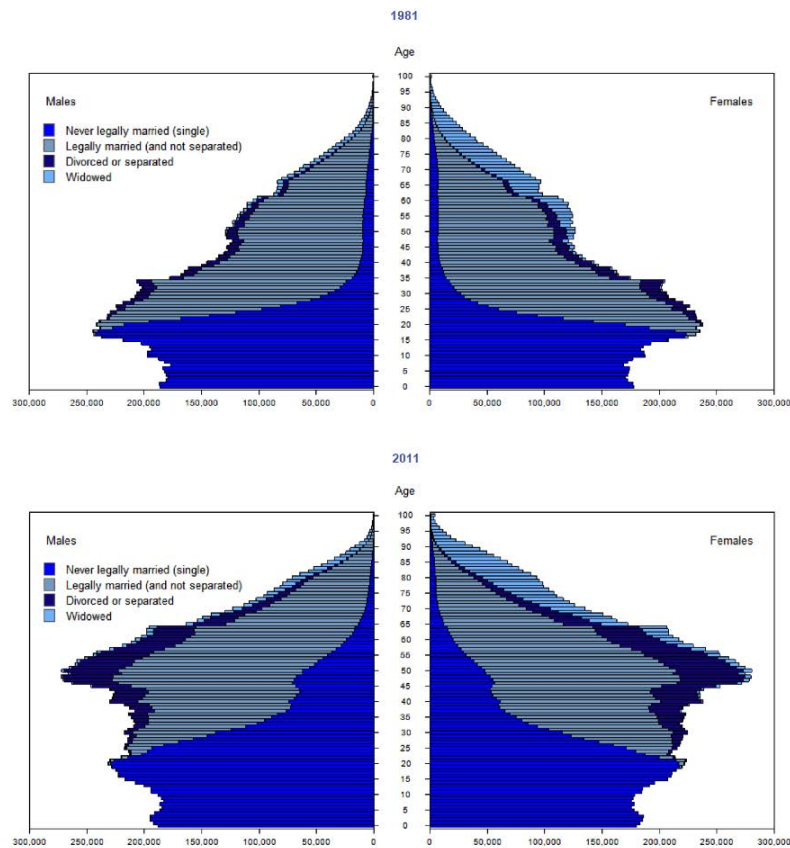 1981
Age
Males
Females
Never legally married (single)
Legally married (and not separated)
Divorced or separated
Widowed
100
95
90
85
80
75
70
65
60
55
50
45
40
35
30
25
20
15
10
5
0
300,000 250,000 200,000 150,000 100,000 50,000 0 0 50,000 100,000 150,000 200,000 250,000 300,000
2011
Age
Males
Females
Never legally married (single)
Legally married (and not separated)
Divorced or separated
Widowed
100
95
90
85
80
75
70
65
60
55
50
45
40
35
30
25
20
15
10
5
0
300,000 250,000 200,000 150,000 100,000 50,000 0 0 50,000 100,000 150,000 200,000 250,000 300,000